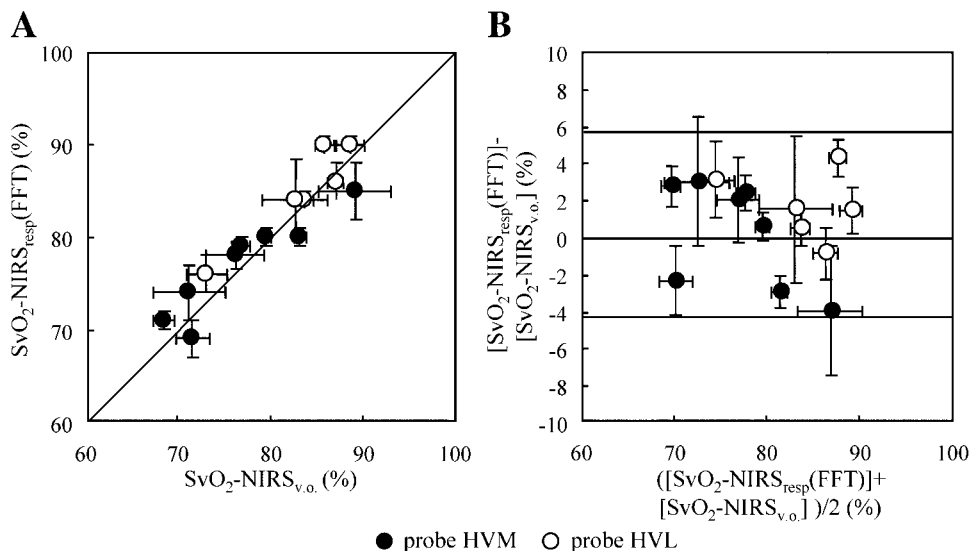 A
100
90
80
70
60
SvO₂-NIRSresp(FFT) (%)
60 70 80 90 100
SvO₂-NIRSv.o. (%)
B
10
8
6
4
2
0
-2
-4
-6
-8
-10
[SvO₂-NIRSresp(FFT)]-
[SvO₂-NIRSv.o.] (%)
60 70 80 90 100
([SvO₂-NIRSresp(FFT)]+
[SvO₂-NIRSv.o.] )/2 (%)
probe HVM probe HVL